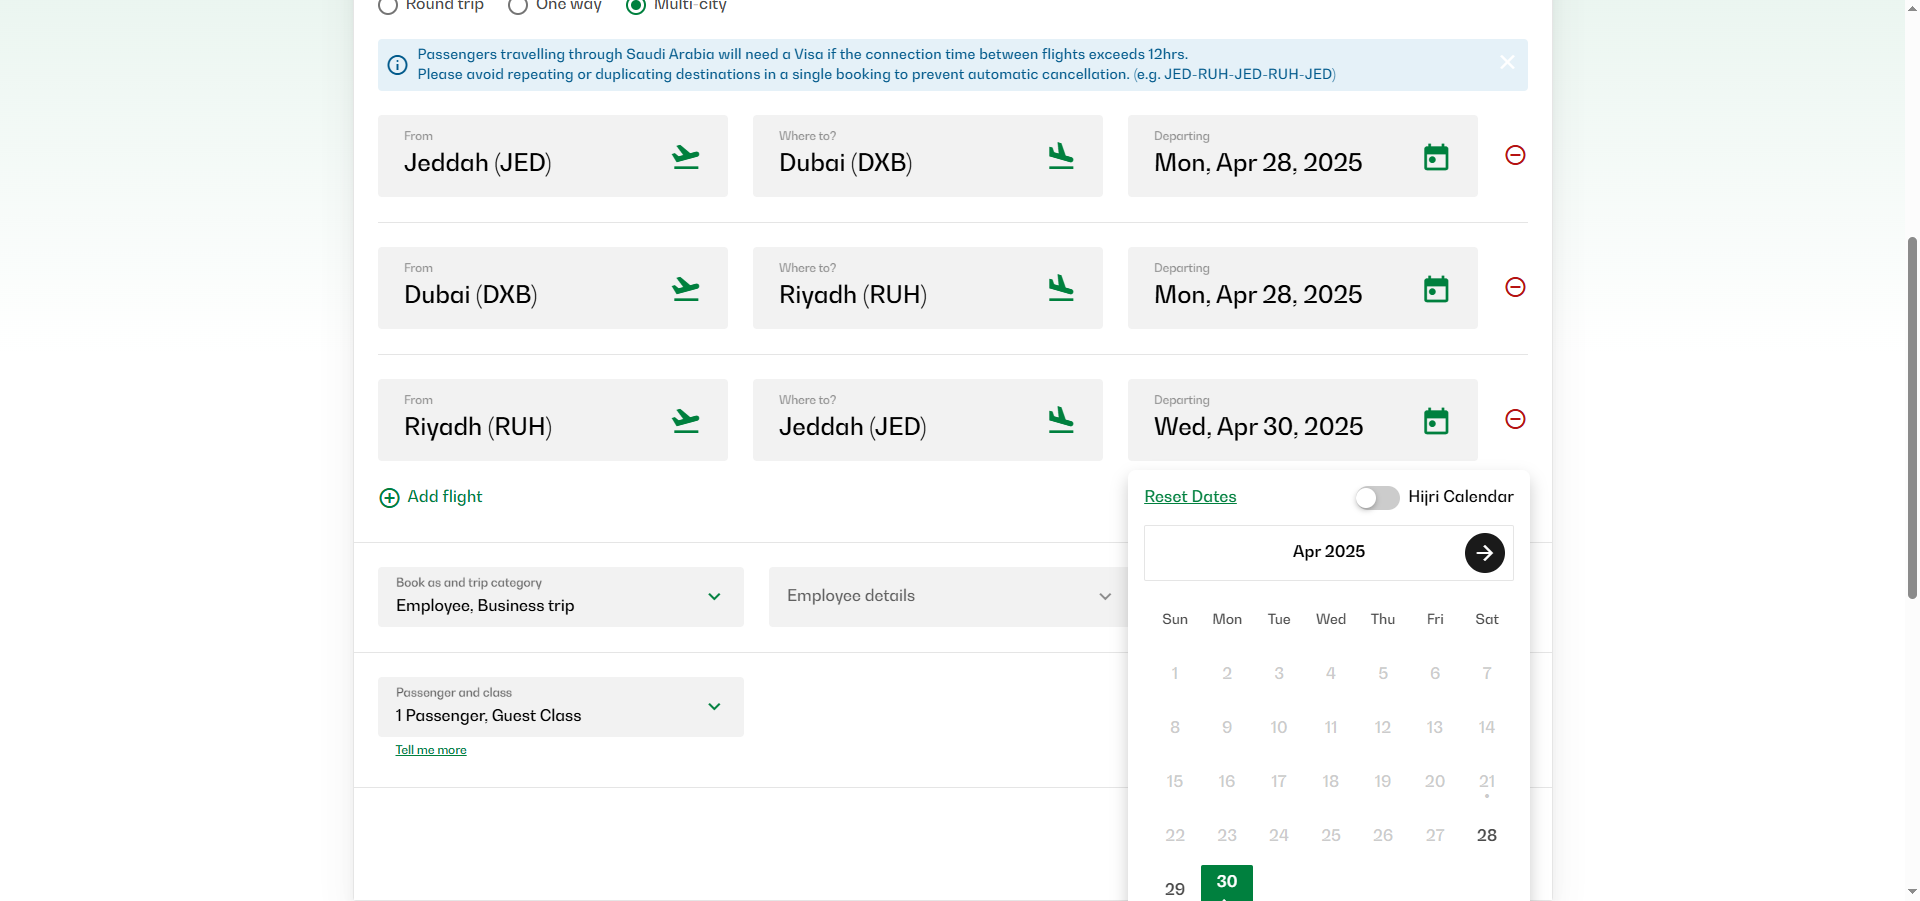 Round trip One way Multi-city
Passengers travelling through Saudi Arabia will need a Visa if the connection time between flights exceeds 12hrs.
Please avoid repeating or duplicating destinations in a single booking to prevent automatic cancellation. (e.g. JED-RUH-JED-RUH-JED)
From
Jeddah (JED)
Where to?
Dubai (DXB)
Departing
Mon, Apr 28, 2025
From
Dubai (DXB)
Where to?
Riyadh (RUH)
Departing
Mon, Apr 28, 2025
From
Riyadh (RUH)
Where to?
Jeddah (JED)
Departing
Wed, Apr 30, 2025
Add flight
Book as and trip category
Employee, Business trip
Employee details
Passenger and class
1 Passenger, Guest Class
Tell me more
Reset Dates Hijri Calendar
Apr 2025
Sun Mon Tue Wed Thu Fri Sat
1 2 3 4 5 6 7
8 9 10 11 12 13 14
15 16 17 18 19 20 21
22 23 24 25 26 27 28
29 30